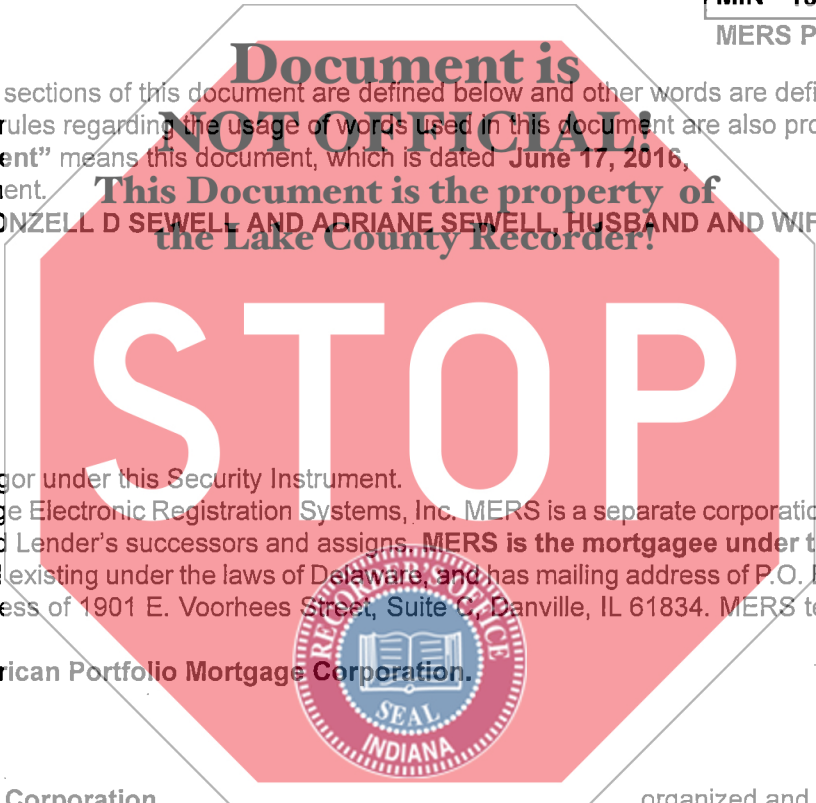 MIN
MERS P
Document is
sections of this document are defined below and other words are defi
rules regarding the usage of words used in this document are also pro
NOT OFFICIAL!
ent” means this document, which is dated June 17, 2016,
ent.
This Document is the property of
ONZELL D SEWELL AND ADRIANE SEWELL, HUSBAND AND WIF
the Lake County Recorder!
STOP
gor under this Security Instrument.
ge Electronic Registration Systems, Inc. MERS is a separate corporatio
d Lender's successors and assigns. MERS is the mortgagee under t
existing under the laws of Delaware, and has mailing address of P.O.
ess of 1901 E. Voorhees Street, Suite C, Danville, IL 61834. MERS te
RECORDER'S OFFICE
rican Portfolio Mortgage Corporation.
SEAL
INDIANA
Corporation
organized and